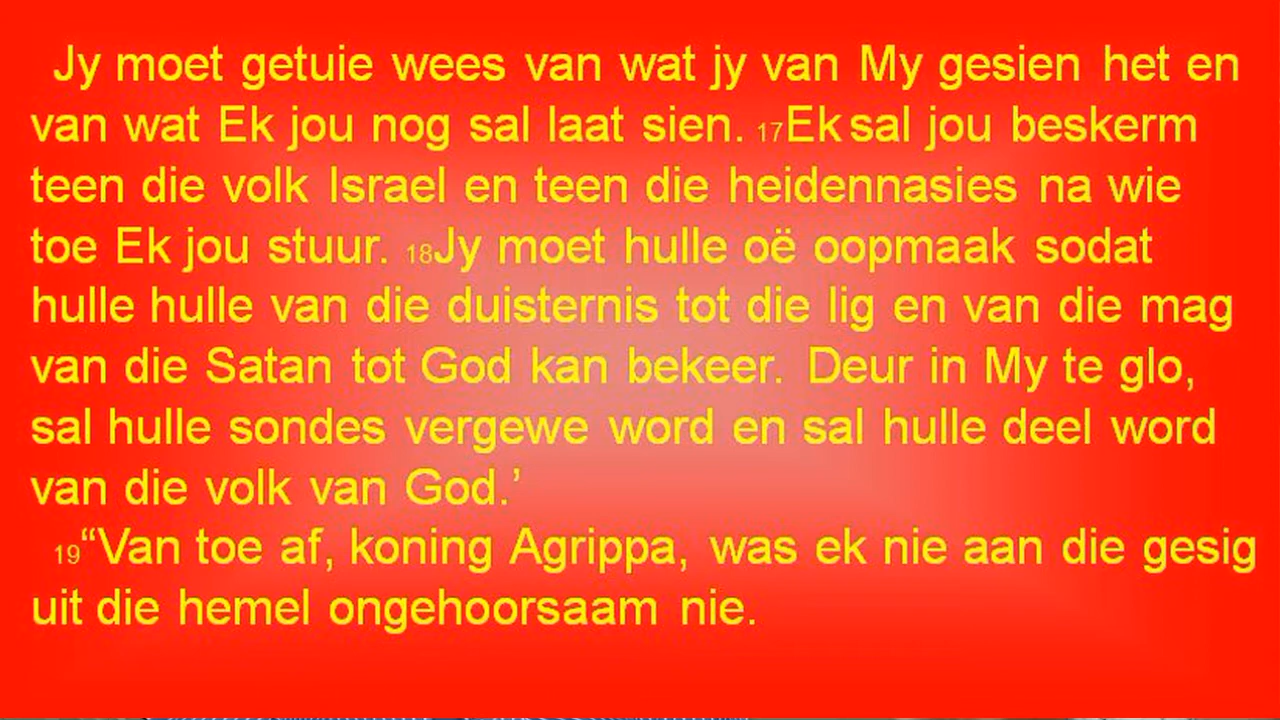 Jy moet getuie wees van wat jy van My gesien het en
van wat Ek jou nog sal laat sien. 17Ek sal jou beskerm
teen die volk Israel en teen die heidennasies na wie
toe Ek jou stuur. 18Jy moet hulle oë oopmaak sodat
hulle hulle van die duisternis tot die lig en van die mag
van die Satan tot God kan bekeer. Deur in My te glo,
sal hulle sondes vergewe word en sal hulle deel word
van die volk van God.’
19“Van toe af, koning Agrippa, was ek nie aan die gesig
uit die hemel ongehoorsaam nie.